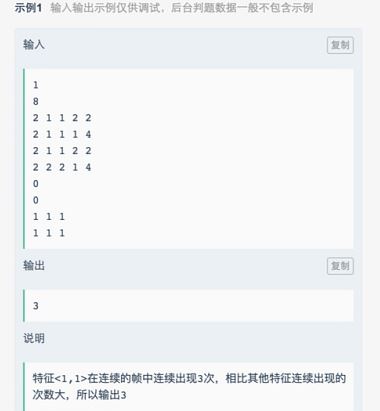 示例1 输入输出示例仅供调试，后台判题数据一般不包含示例
输入
复制
1
8
2 1 1 2 2
2 1 1 1 4
2 1 1 2 2
2 2 2 1 4
0
0
1 1 1
1 1 1
输出
复制
3
说明
特征<1,1>在连续的帧中连续出现3次，相比其他特征连续出现的
次数大，所以输出3